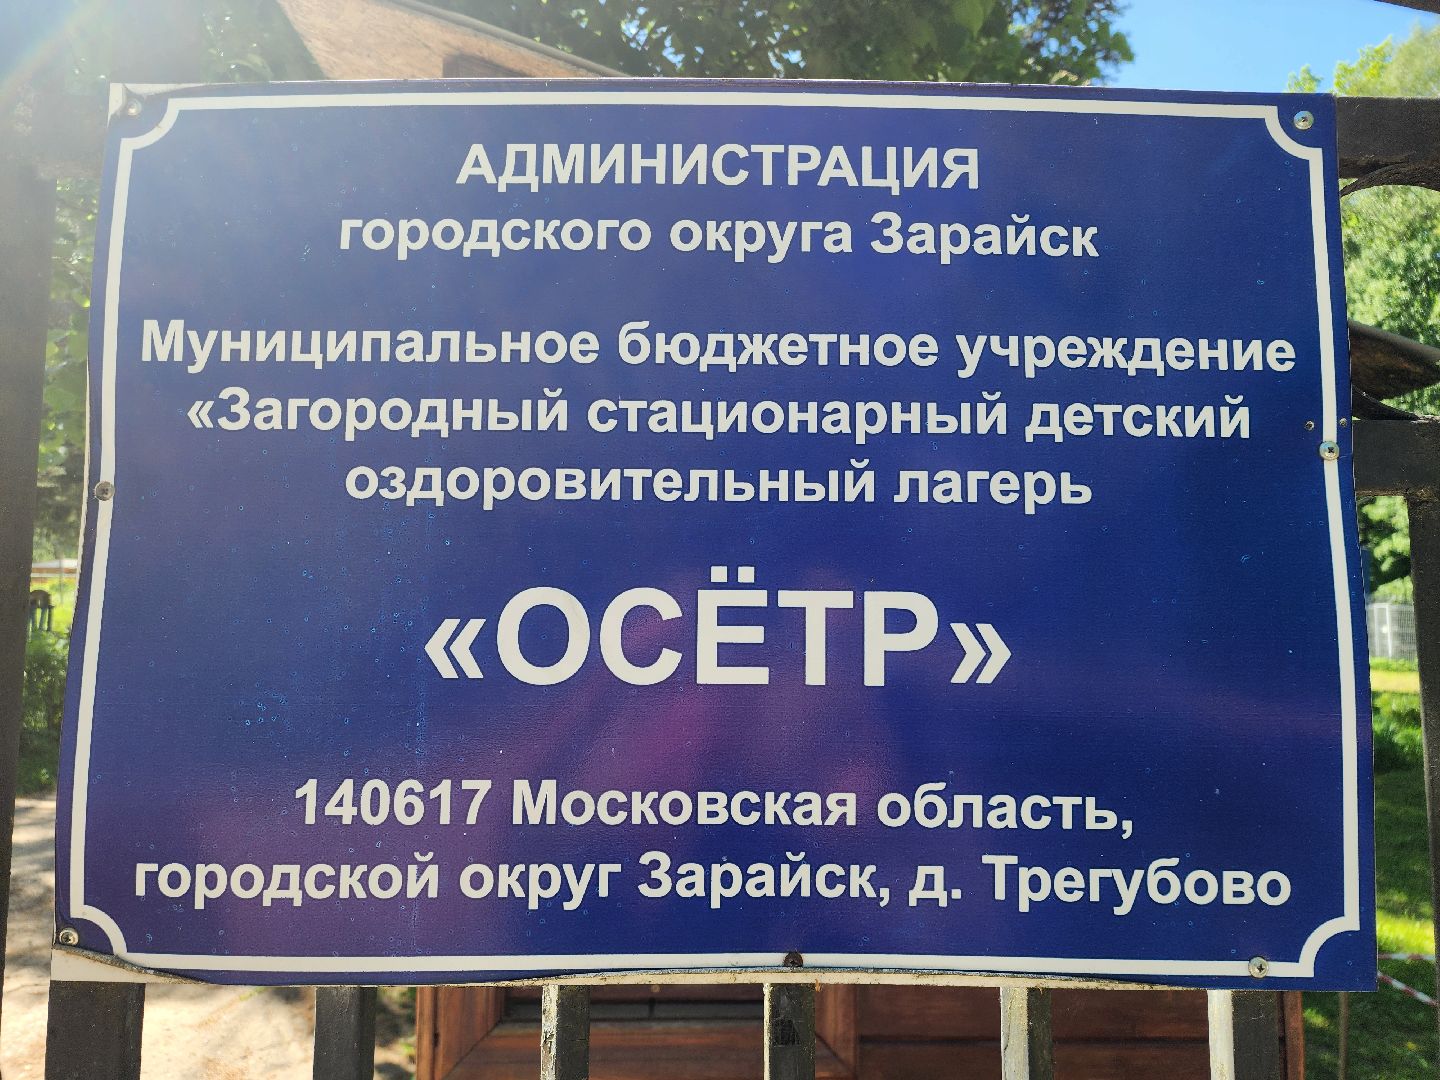 АДМИНИСТРАЦИЯ
городского округа Зарайск
Муниципальное бюджетное учреждение
«Загородный стационарный детский
оздоровительный лагерь
«ОСЁТР»
140617 Московская область,
городской округ Зарайск, д. Трегубово